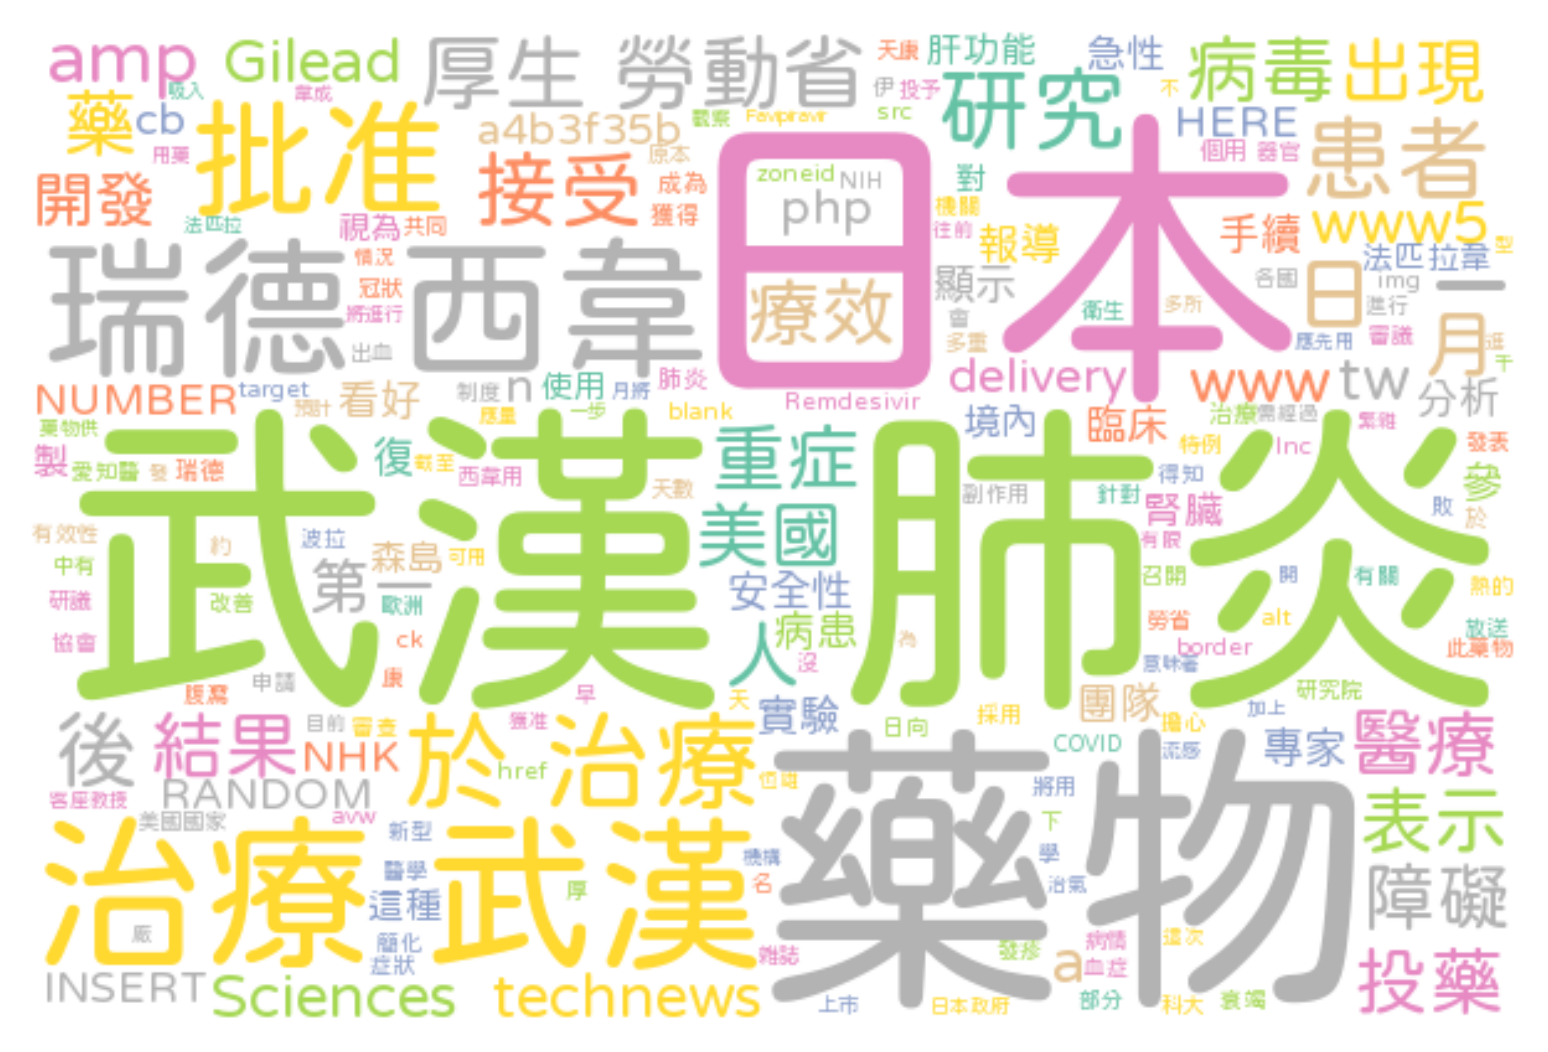 amp
Gilead
厚生 勞動省
天康
肝功能
急性
病毒
出現
吸入
葦成
伊
投予
不
藥
cb
批准
a4b3f35b
觀察
Favipiravir
src
研究
HERE
患者
用藥
原本
個用
器官
開發
接受
成為
zoneid
NIH
對
法匹拉
視為
共同
獲得
php
機關
往前
報導
手續
www5
型
瑞德
西韋
情況
冠狀
將進行
出血
日本
療效
顯示
會
多重
衛生
多所
各國
日
法匹拉韋
img
一
進行
應先用
審議
月
逛
千
NUMBER
target
預計
看好
制度
n
使用
月將
肺炎
Remdesivir
delivery
www
tw
分析
藥物供
應量
一步
blank
境內
臨床
治療
需經過
繁雜
製
愛知醫
發
瑞德
復
截至
西韋用
天數
重症
副作用
特例
Inc
得知
針對
發表
參
有效性
約
波拉
森島
可用
美國
腎臟
敗
於
武漢
肺炎
中有
第一
有限
研議
改善
歐洲
安全性
召開
開
有關
熱的
協會
ck
人
病患
沒
為
勞省
alt
放送
border
此藥物
意味著
腹瀉
申請
康
早
天
團隊
研究院
後
結果
目前
審查
NHK
於 治療
獲准
實驗
日向
採用
擔心
加上
專家
醫療
href
恒雄
COVID
流感
客座教授
RANDOM
avw
將用
美國國家
新型
下
表示
治療
武漢
醫學
機構
名
藥物
學
治氣
厚
這種
障礙
廠
簡化
症狀
雜誌
發疹
病情
這次
INSERT
Sciences
technews
a
血症
投藥
上市
日本政府
部分
科大
衰竭